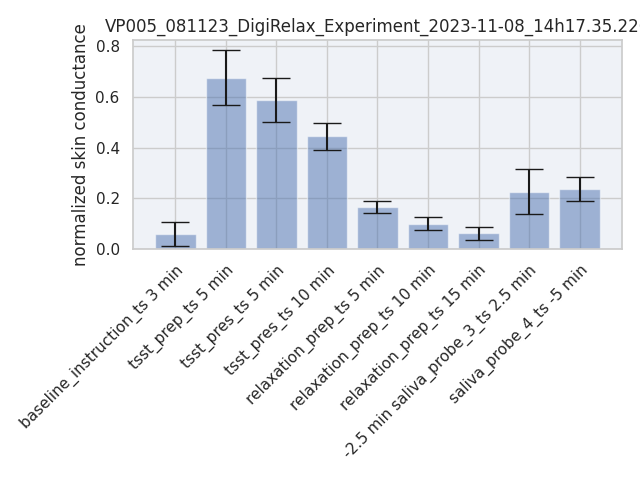 VP005_081123_DigiRelax_Experiment_2023-11-08_14h17.35.22
normalized skin conductance
0.8
0.6
0.4
0.2
0.0
baseline_instruction_ts 3 min
tsst_prep_ts 5 min
tsst_pres_ts 5 min
tsst_pres_ts 10 min
relaxation_prep_ts 5 min
relaxation_prep_ts 10 min
relaxation_prep_ts 15 min
-2.5 min saliva_probe_3_ts 2.5 min
saliva_probe_4_ts -5 min